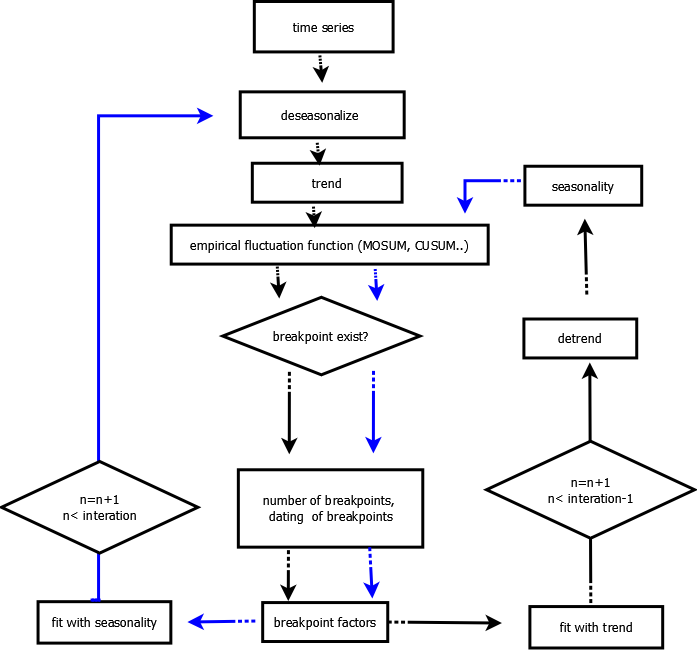 time series
deseasonalize
trend
seasonality
empirical fluctuation function (MOSUM, CUSUM..)
breakpoint exist?
detrend
n=n+1
n< interation
number of breakpoints,
dating of breakpoints
n=n+1
n< interation-1
fit with seasonality
breakpoint factors
fit with trend